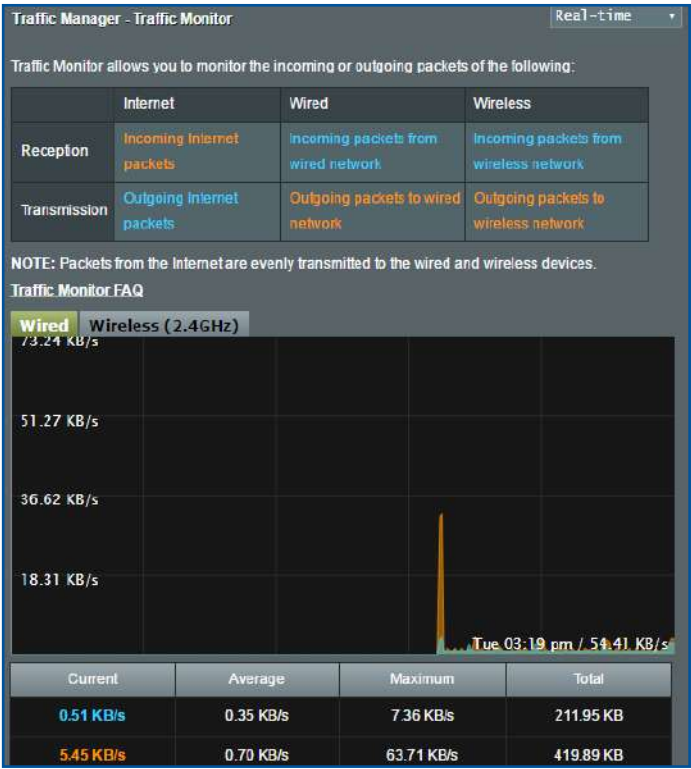 Traffic Manager - Traffic Monitor
Real-time
Traffic Monitor allows you to monitor the incoming or outgoing packets of the following:
Internet Wired Wireless
Reception
Incoming Internet packets
Incoming packets from wired network
Incoming packets from wireless network
Transmission
Outgoing Internet packets
Outgoing packets to wired network
Outgoing packets to wireless network
NOTE: Packets from the Internet are evenly transmitted to the wired and wireless devices.
Traffic Monitor FAQ
Wired Wireless (2.4GHz)
73.24 KB/s
51.27 KB/s
36.62 KB/s
18.31 KB/s
Tue 03:19 pm / 54.41 KB/s
Current Average Maximum Total
0.51 KB/s 0.35 KB/s 7.36 KB/s 211.95 KB
5.45 KB/s 0.70 KB/s 63.71 KB/s 419.89 KB